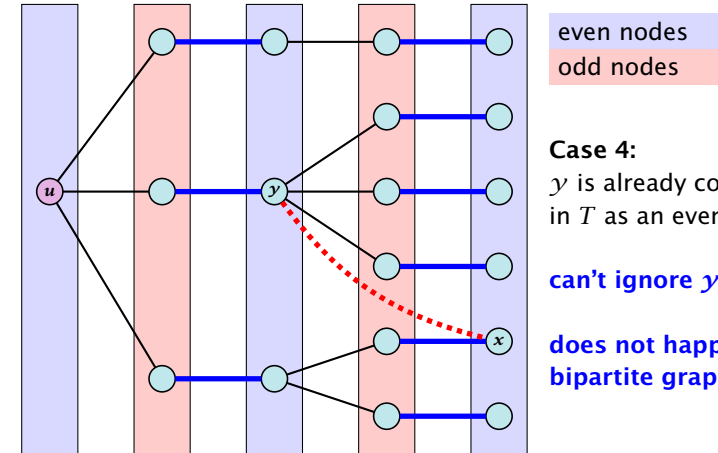 even nodes
odd nodes
Case 4:
y is already co
in T as an ever
can't ignore y
does not happ
bipartite grap
u
y
x